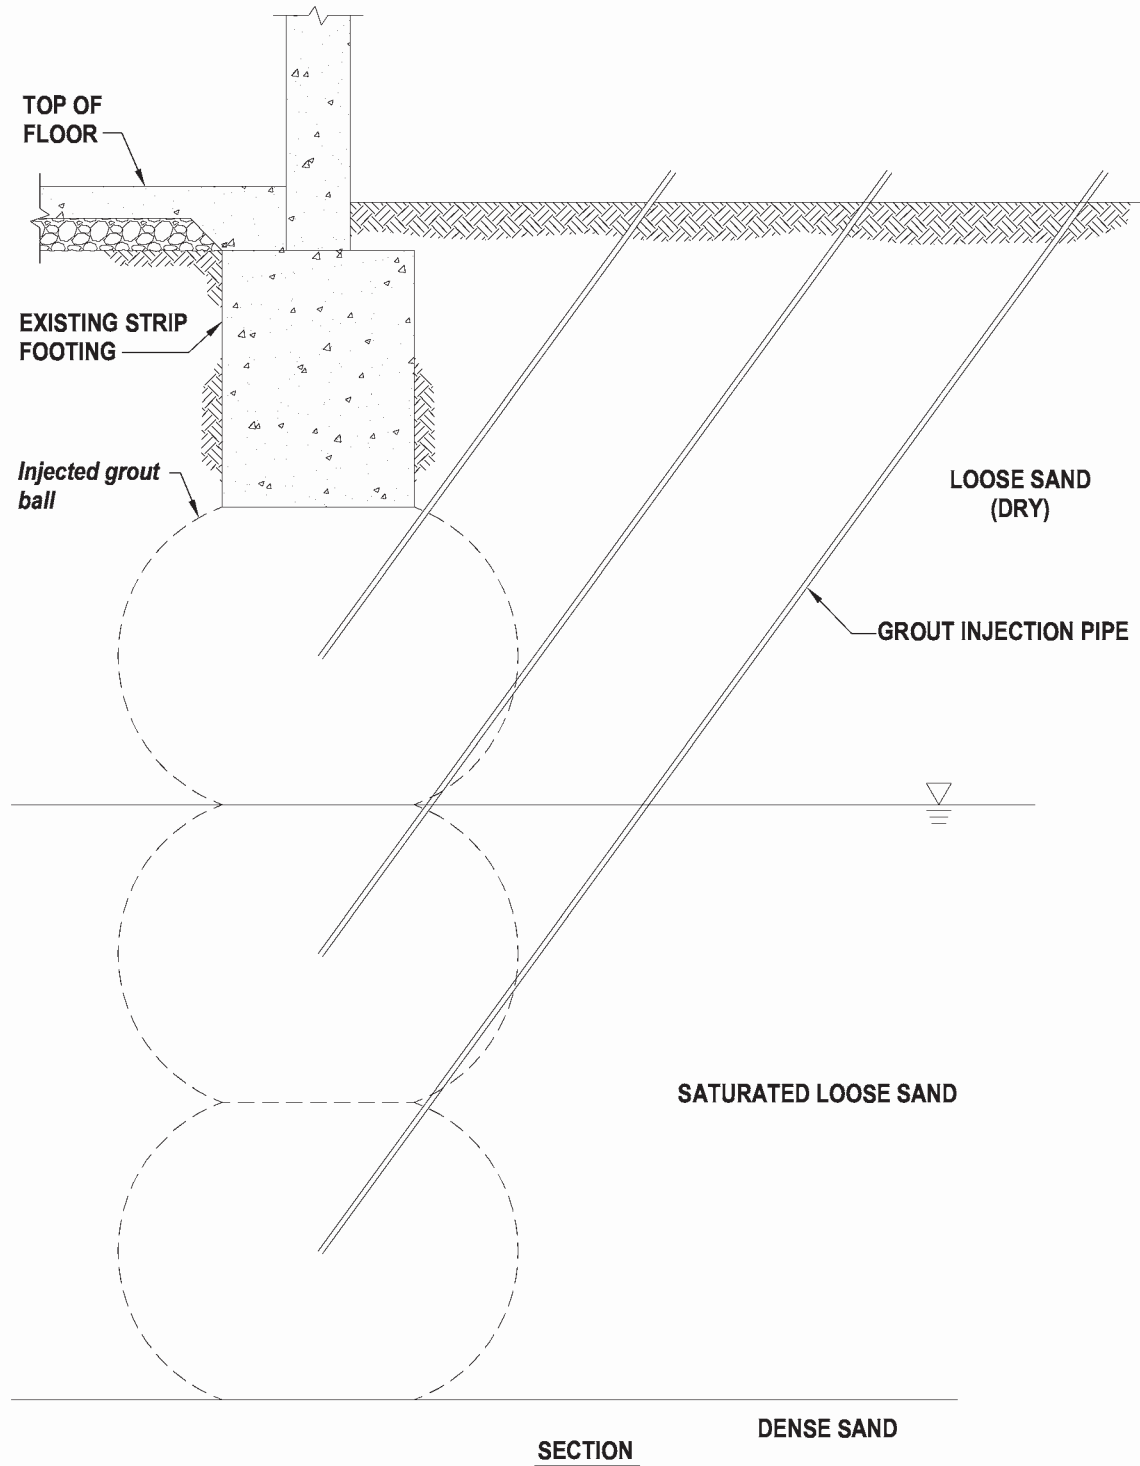 TOP OF
FLOOR
EXISTING STRIP
FOOTING
Injected grout
ball
LOOSE SAND
(DRY)
GROUT INJECTION PIPE
SATURATED LOOSE SAND
DENSE SAND
SECTION